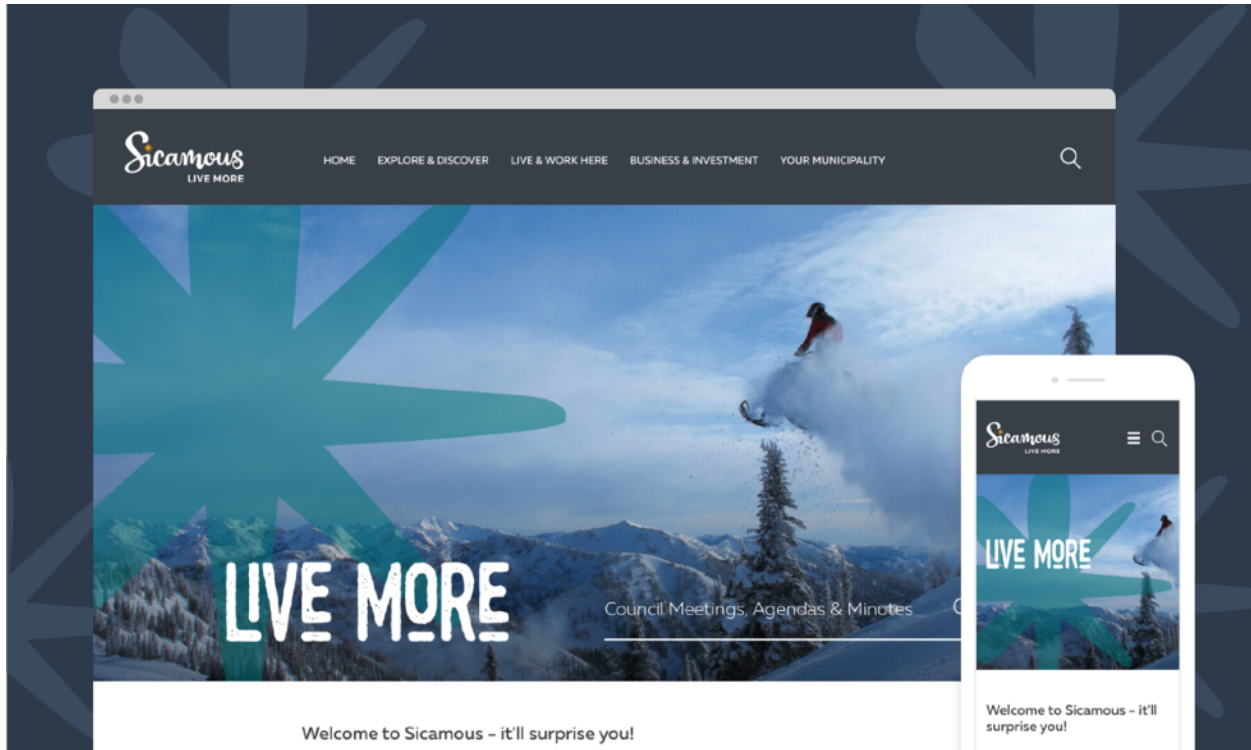 Sicamous
LIVE MORE
HOME EXPLORE & DISCOVER LIVE & WORK HERE BUSINESS & INVESTMENT YOUR MUNICIPALITY
LIVE MORE
Council Meetings, Agendas & Minutes
Welcome to Sicamous – it'll surprise you!
Sicamous
LIVE MORE
LIVE MORE
Welcome to Sicamous – it'll
surprise you!